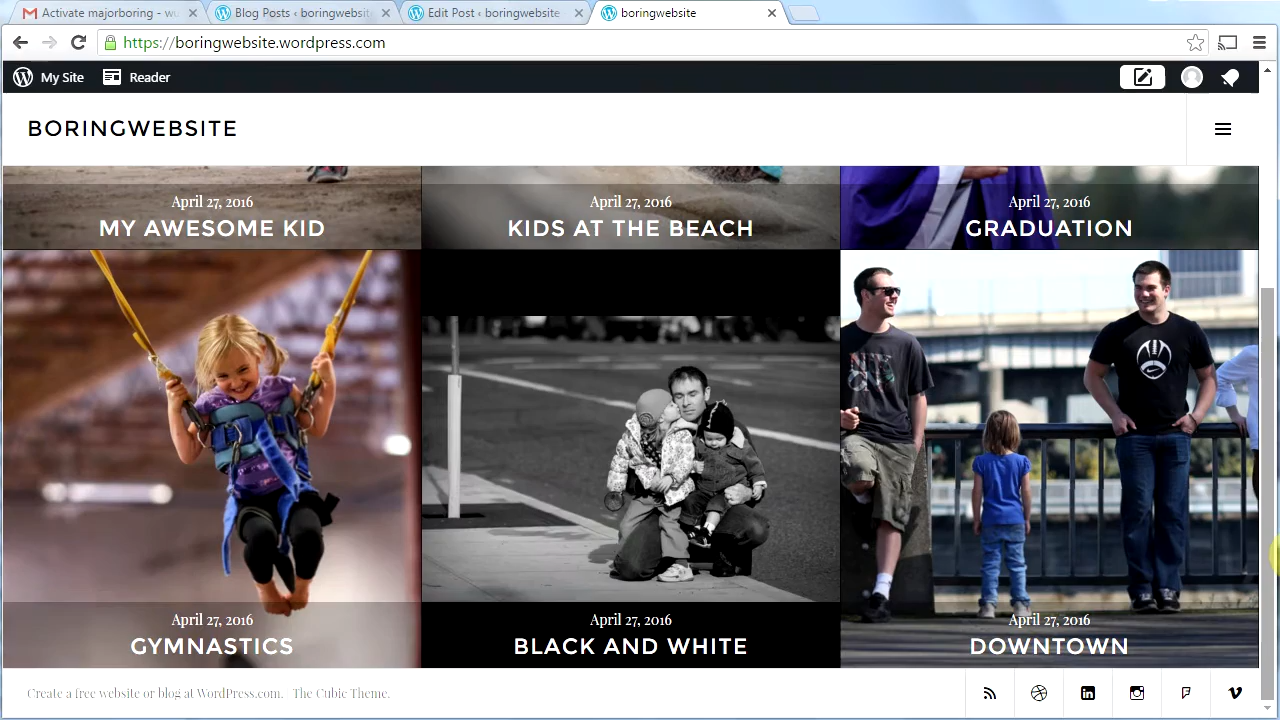 Activate majorboring - wu
Blog Posts ‹ boringwebsite
Edit Post ‹ boringwebsite
boringwebsite
https://boringwebsite.wordpress.com
My Site
Reader
BORINGWEBSITE
April 27, 2016
MY AWESOME KID
April 27, 2016
KIDS AT THE BEACH
April 27, 2016
GRADUATION
April 27, 2016
GYMNASTICS
April 27, 2016
BLACK AND WHITE
April 27, 2016
DOWNTOWN
Create a free website or blog at WordPress.com. The Cubic Theme.